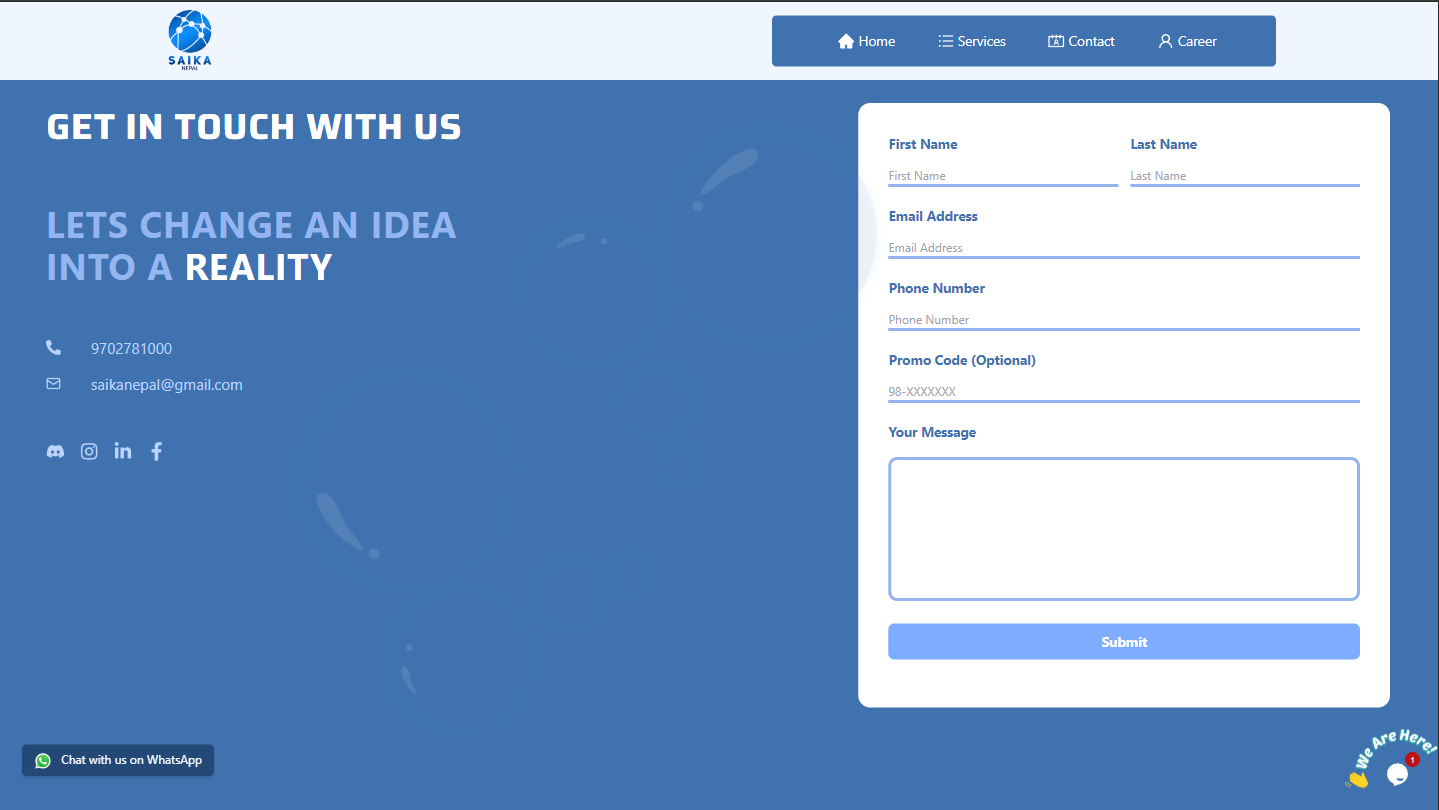 SAIKA
NEPAL
Home Services Contact Career
GET IN TOUCH WITH US
LETS CHANGE AN IDEA
INTO A REALITY
9702781000
saikanepal@gmail.com
First Name Last Name
First Name Last Name
Email Address
Email Address
Phone Number
Phone Number
Promo Code (Optional)
98-XXXXXXX
Your Message
Submit
Chat with us on WhatsApp
We Are Here!
1